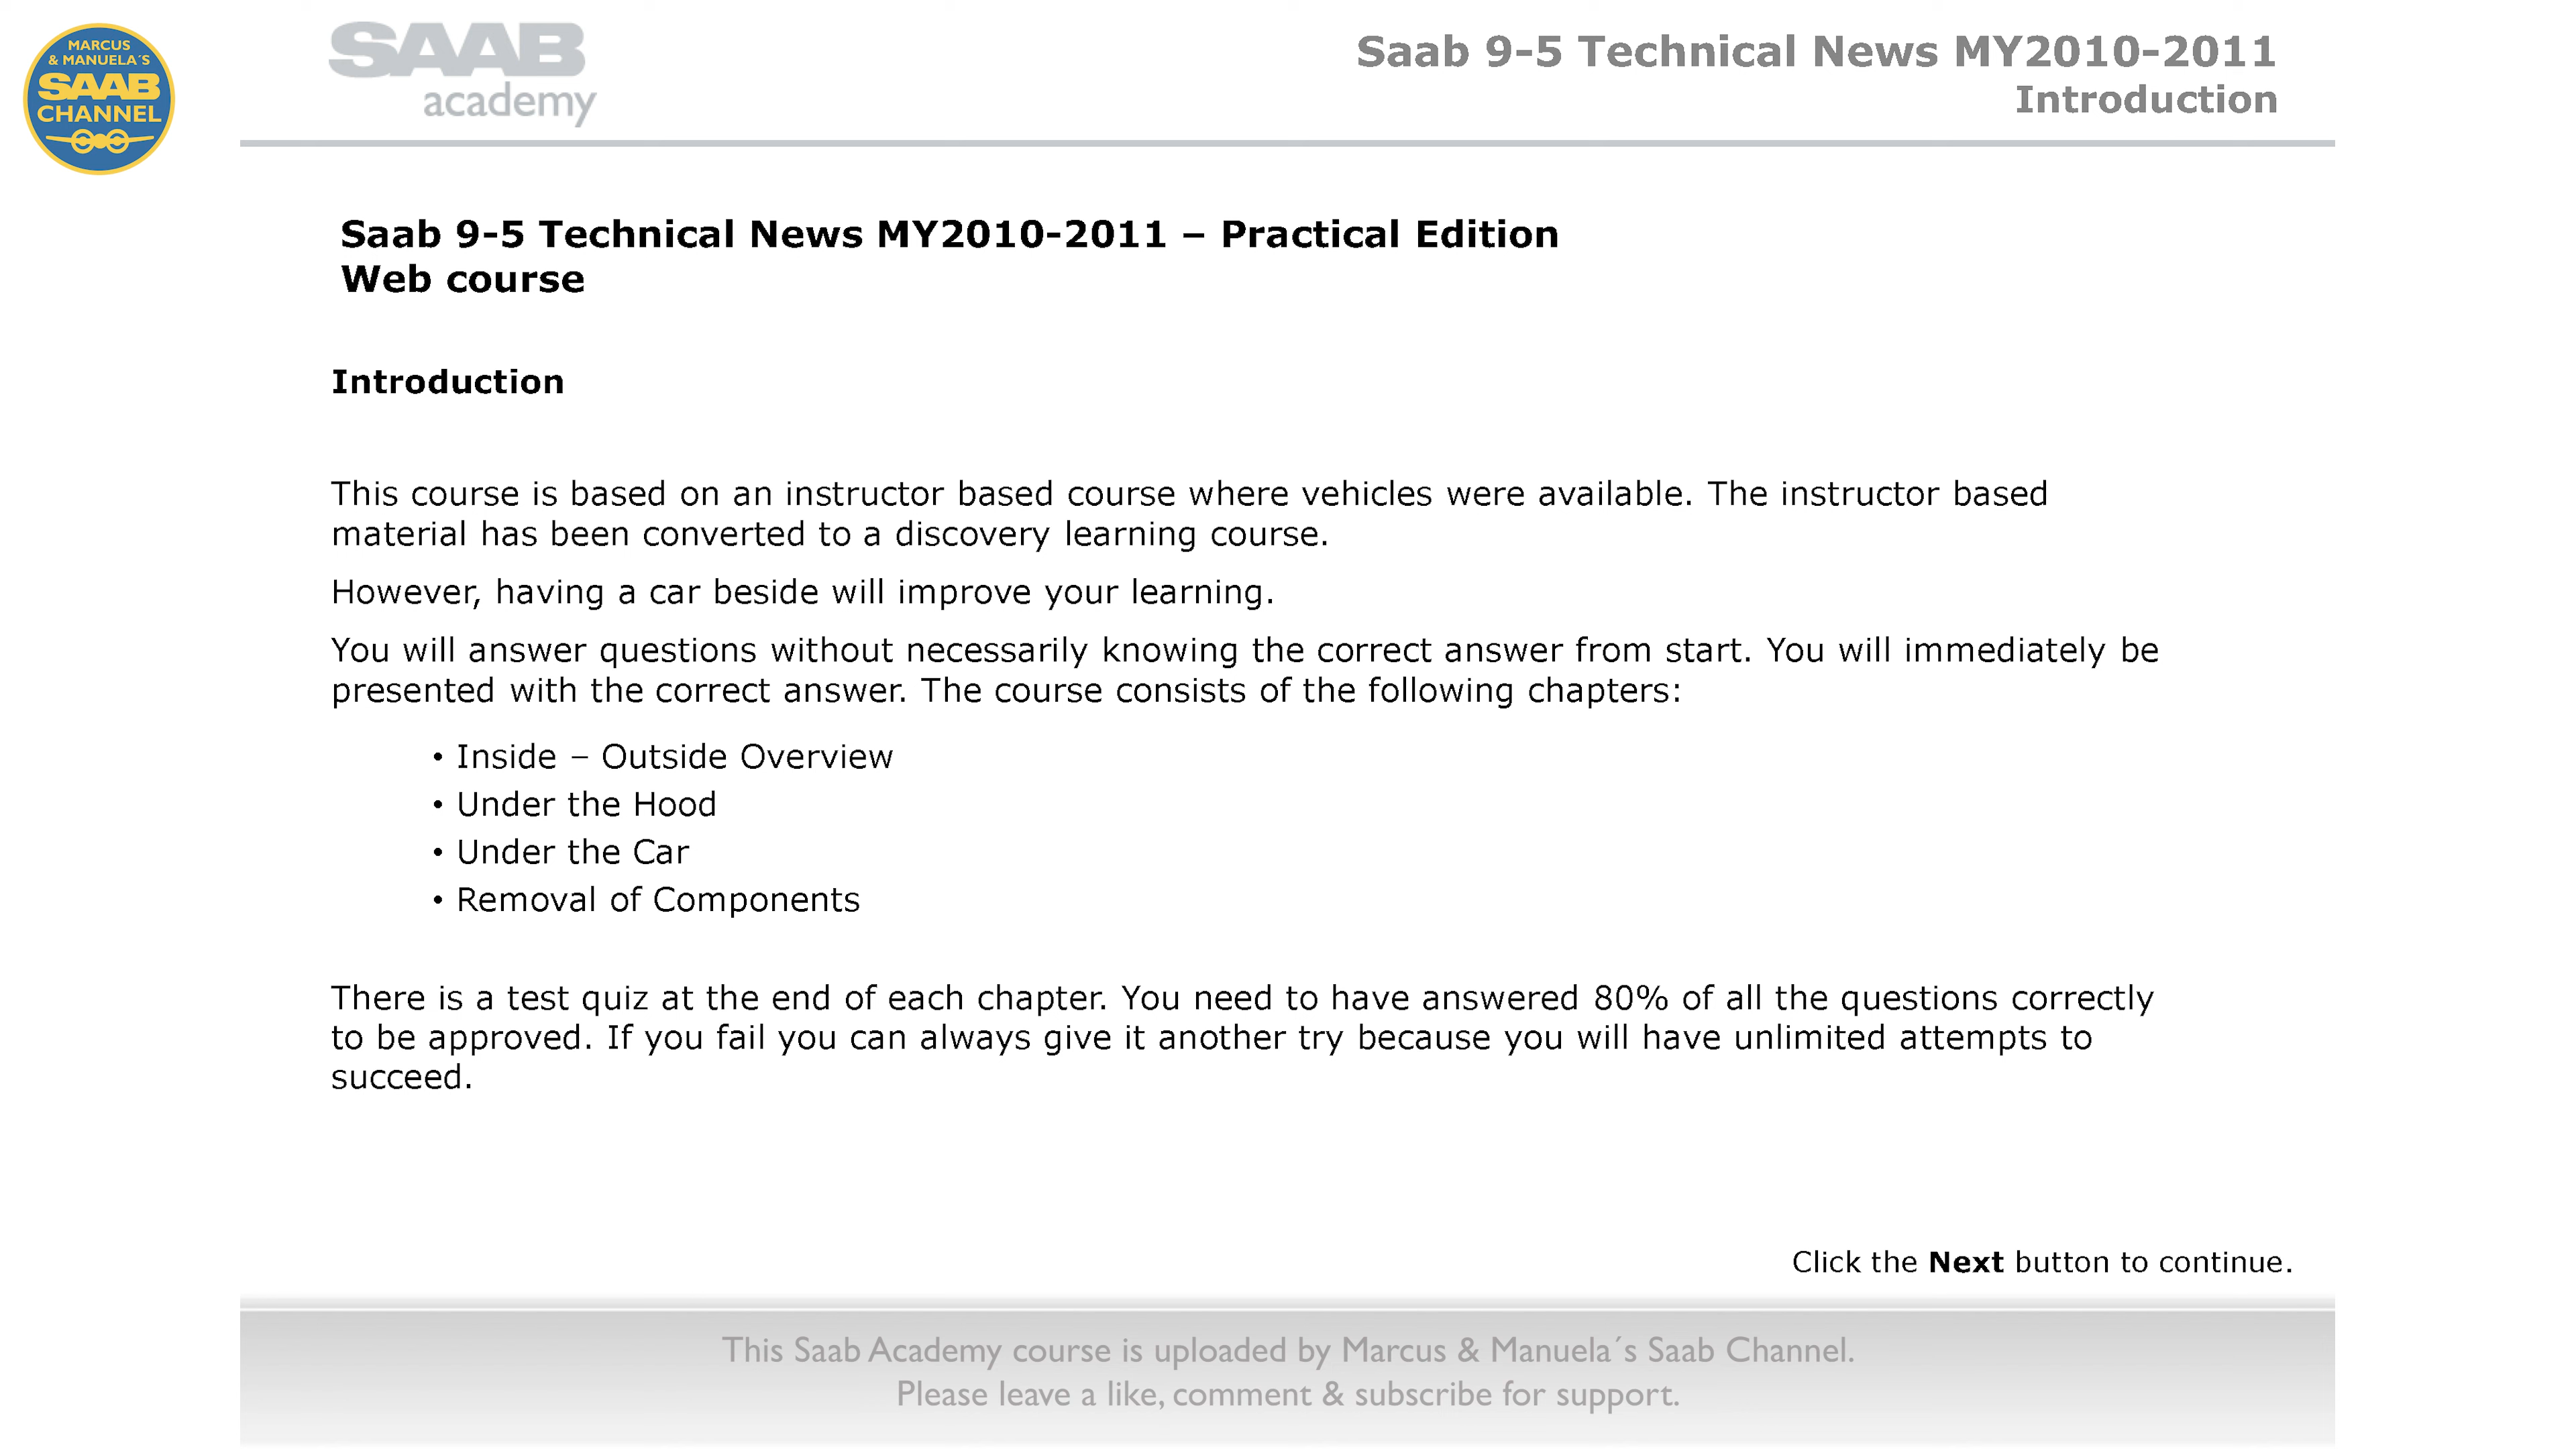 MARCUS
& MANUELA´S
SAAB
CHANNEL
SAAB
academy
Saab 9-5 Technical News MY2010-2011
Introduction
Saab 9-5 Technical News MY2010-2011 – Practical Edition
Web course
Introduction
This course is based on an instructor based course where vehicles were available. The instructor based
material has been converted to a discovery learning course.
However, having a car beside will improve your learning.
You will answer questions without necessarily knowing the correct answer from start. You will immediately be
presented with the correct answer. The course consists of the following chapters:
• Inside – Outside Overview
• Under the Hood
• Under the Car
• Removal of Components
There is a test quiz at the end of each chapter. You need to have answered 80% of all the questions correctly
to be approved. If you fail you can always give it another try because you will have unlimited attempts to
succeed.
Click the Next button to continue.
This Saab Academy course is uploaded by Marcus & Manuela´s Saab Channel.
Please leave a like, comment & subscribe for support.